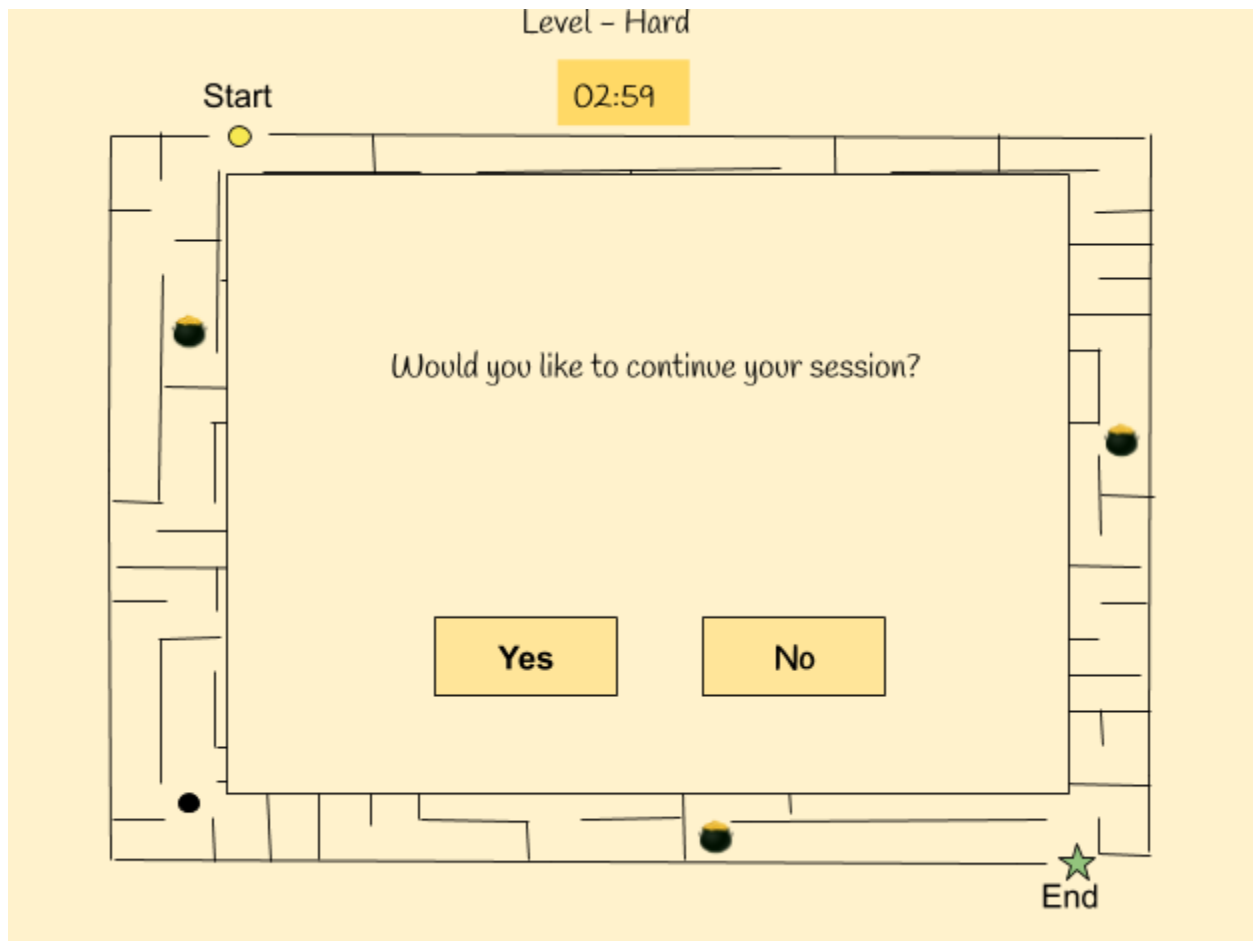 Level - Hard
02:59
Start
Would you like to continue your session?
Yes
No
End